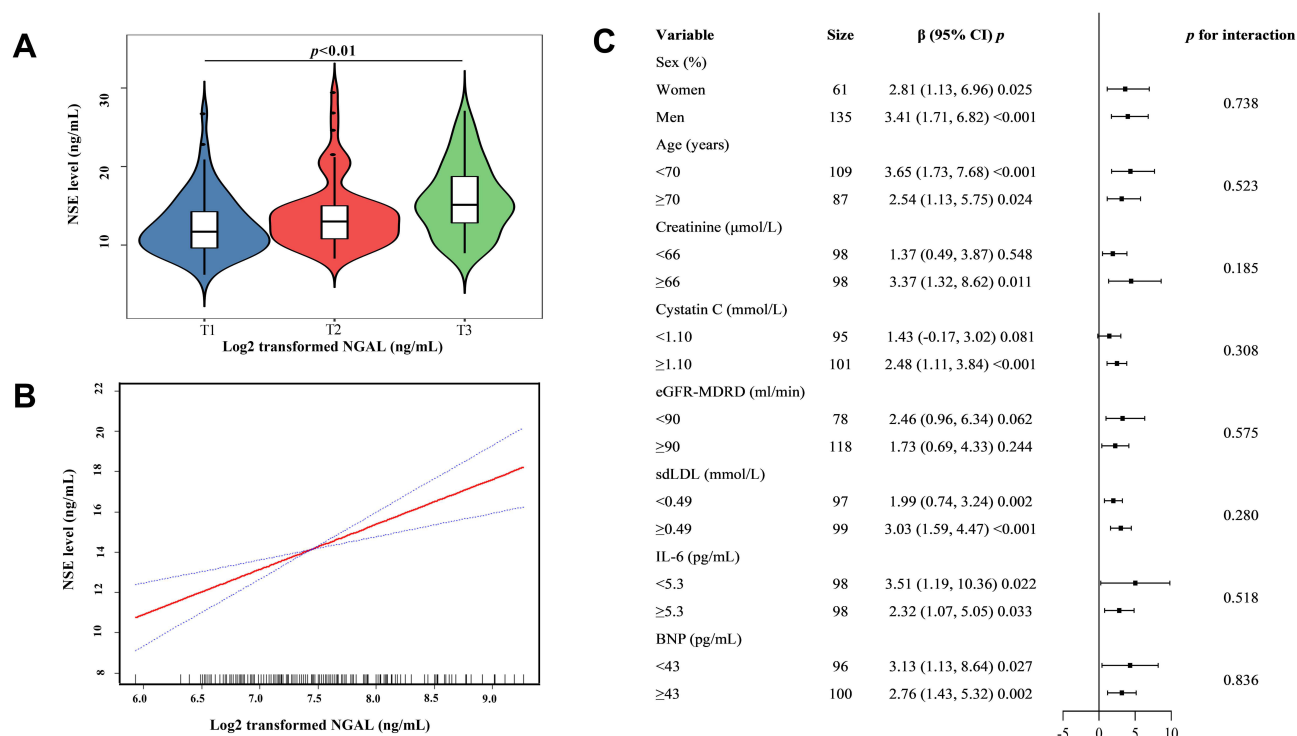 A
p<0.01
NSE level (ng/mL)
30
20
10
T1 T2 T3
Log2 transformed NGAL (ng/mL)
B
NSE level (ng/mL)
22
20
18
16
14
12
10
8
6.0 6.5 7.0 7.5 8.0 8.5 9.0
Log2 transformed NGAL (ng/mL)
C
Variable Size β (95% CI) p p for interaction
Sex (%)
Women 61 2.81 (1.13, 6.96) 0.025
0.738
Men 135 3.41 (1.71, 6.82) <0.001
Age (years)
<70 109 3.65 (1.73, 7.68) <0.001
0.523
≥70 87 2.54 (1.13, 5.75) 0.024
Creatinine (μmol/L)
<66 98 1.37 (0.49, 3.87) 0.548
0.185
≥66 98 3.37 (1.32, 8.62) 0.011
Cystatin C (mmol/L)
<1.10 95 1.43 (-0.17, 3.02) 0.081
0.308
≥1.10 101 2.48 (1.11, 3.84) <0.001
eGFR-MDRD (ml/min)
<90 78 2.46 (0.96, 6.34) 0.062
0.575
≥90 118 1.73 (0.69, 4.33) 0.244
sdLDL (mmol/L)
<0.49 97 1.99 (0.74, 3.24) 0.002
0.280
≥0.49 99 3.03 (1.59, 4.47) <0.001
IL-6 (pg/mL)
<5.3 98 3.51 (1.19, 10.36) 0.022
0.518
≥5.3 98 2.32 (1.07, 5.05) 0.033
BNP (pg/mL)
<43 96 3.13 (1.13, 8.64) 0.027
0.836
≥43 100 2.76 (1.43, 5.32) 0.002
-5 0 5 10